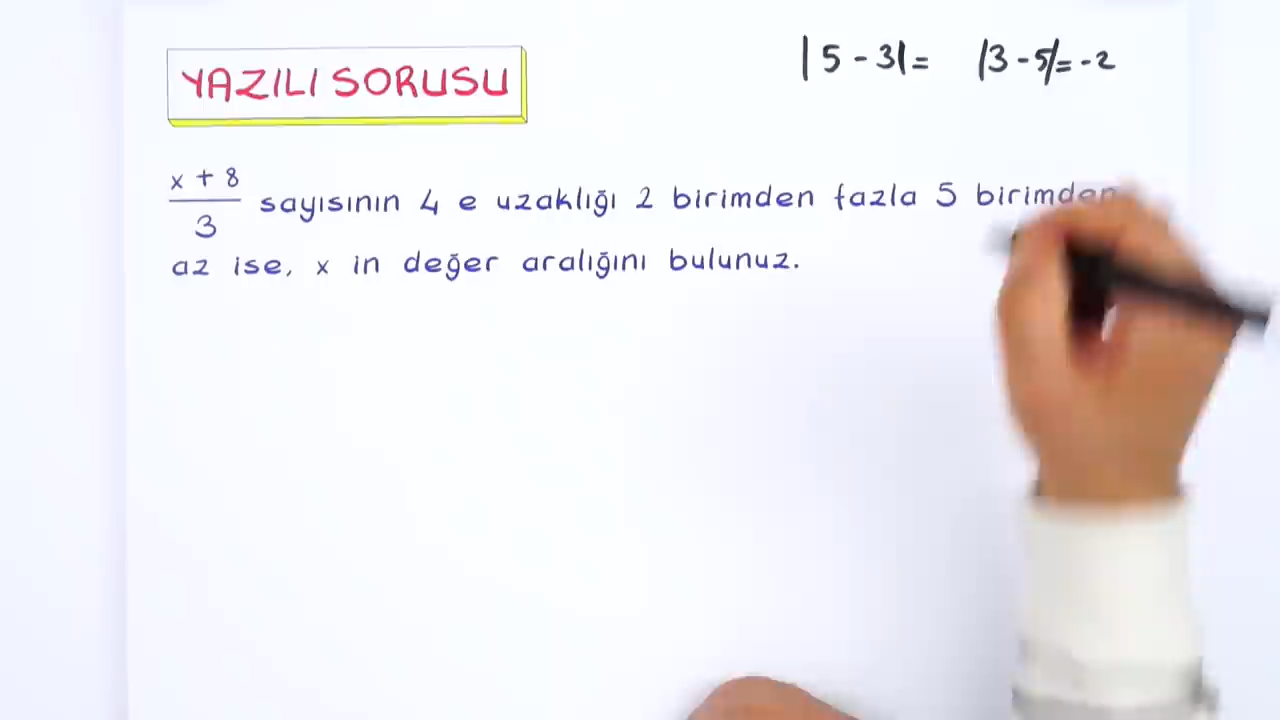 YAZILI SORUSU
|5-3|= |3-5|=-2
x + 8
3
sayısının 4 e uzaklığı 2 birimden fazla 5 birimden
az ise, x in değer aralığını bulunuz.